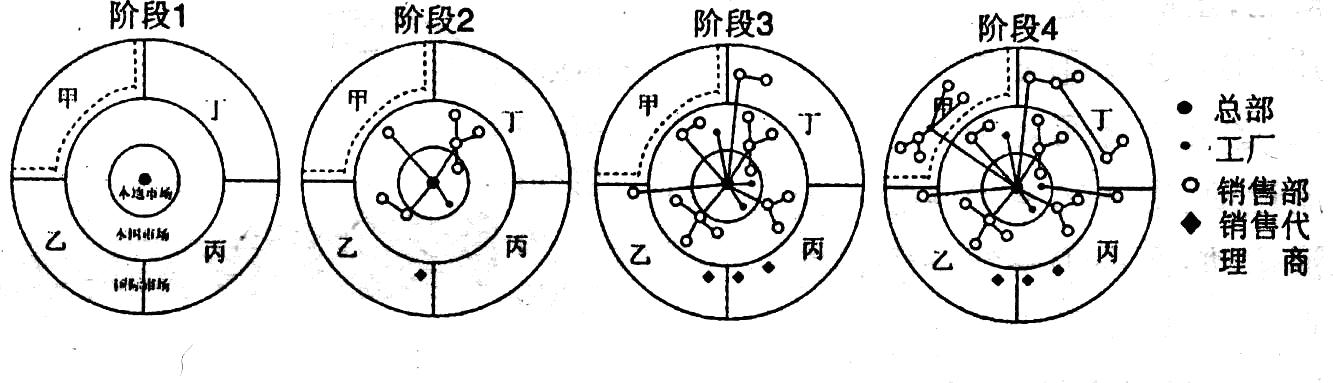 阶段1
阶段2
阶段3
阶段4
甲
丁
乙
丙
本地市场
本国市场
国际市场
甲
丁
乙
丙
甲
丁
乙
丙
甲
丁
乙
丙
总部
工厂
销售部
销售代
理 商